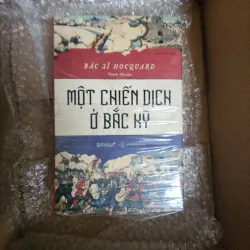 BÁC SĨ HOCQUARD
MỘT CHIẾN DỊCH
Ở BẮC KỲ